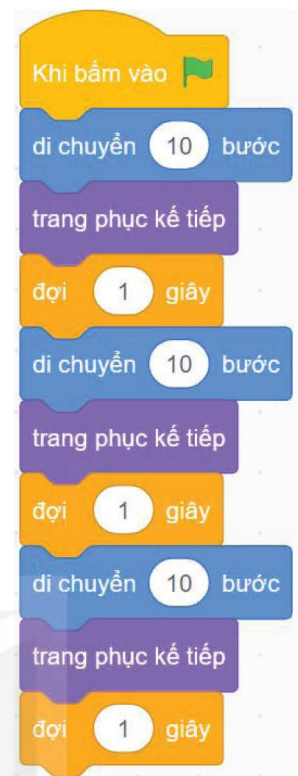 Khi bấm vào
di chuyển 10 bước
trang phục kế tiếp
đợi 1 giây
di chuyển 10 bước
trang phục kế tiếp
đợi 1 giây
di chuyển 10 bước
trang phục kế tiếp
đợi 1 giây